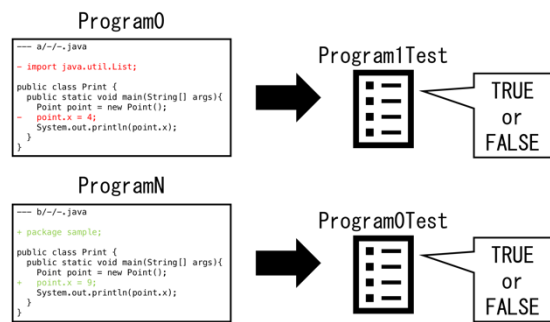 Program0
--- a/-/-.java
- import java.util.List;
public class Print {
  public static void main(String[] args){
    Point point = new Point();
-   point.x = 4;
    System.out.println(point.x);
  }
}
Program1Test
TRUE
or
FALSE
ProgramN
--- b/-/-.java
+ package sample;
public class Print {
  public static void main(String[] args){
    Point point = new Point();
+   point.x = 9;
    System.out.println(point.x);
  }
}
Program0Test
TRUE
or
FALSE